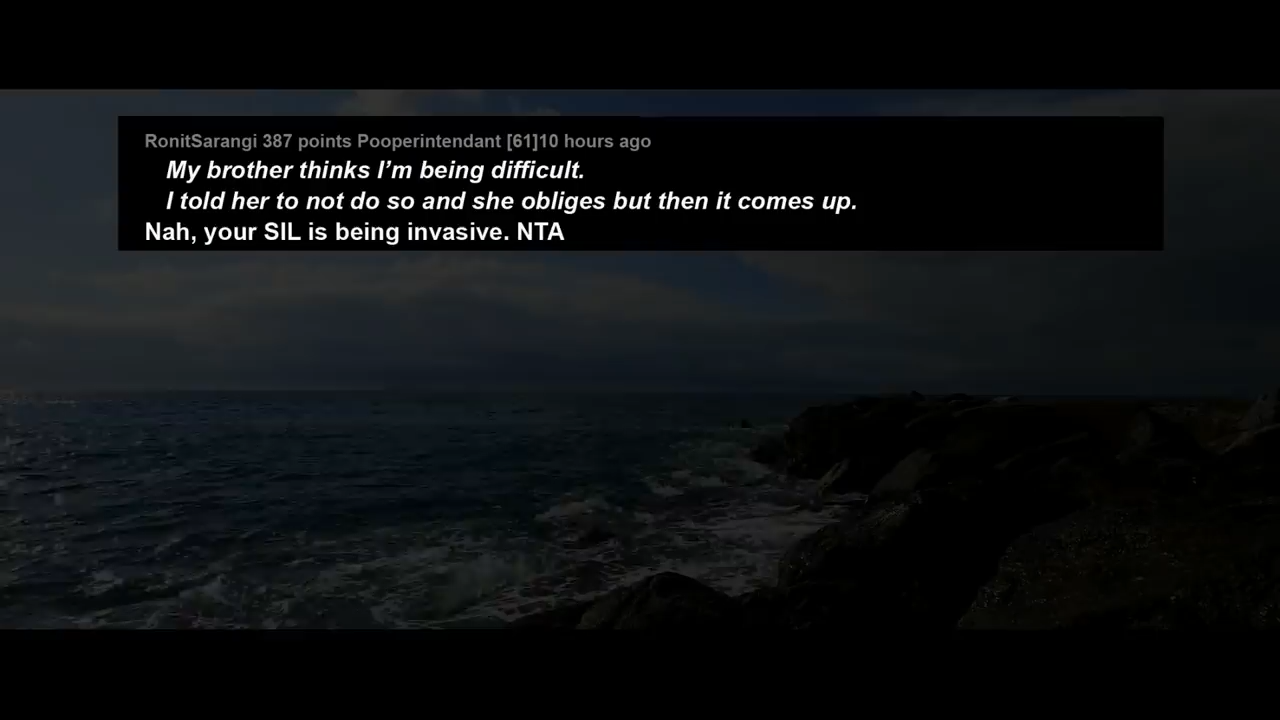 RonitSarangi 387 points Pooperintendant [61]10 hours ago
My brother thinks I’m being difficult.
I told her to not do so and she obliges but then it comes up.
Nah, your SIL is being invasive. NTA